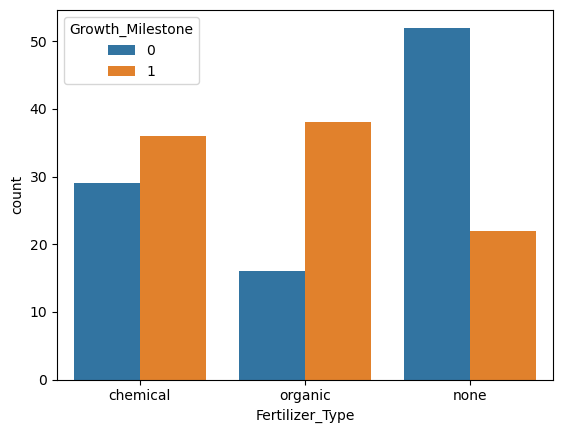 Growth_Milestone
0
1
50
40
30
20
10
0
count
chemical
organic
none
Fertilizer_Type